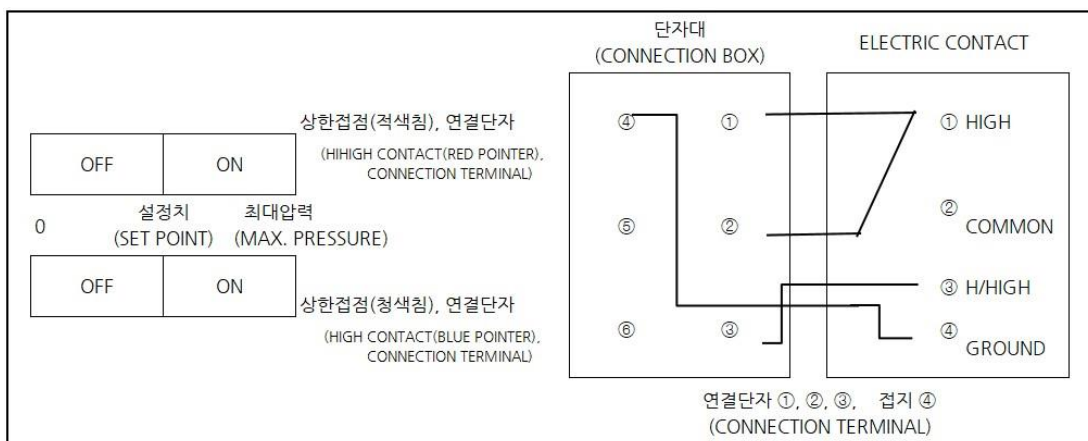 단자대
(CONNECTION BOX)
ELECTRIC CONTACT
상한접점(적색침), 연결단자
(HIHIGH CONTACT(RED POINTER),
CONNECTION TERMINAL)
OFF
ON
0
설정치
(SET POINT)
최대압력
(MAX. PRESSURE)
OFF
ON
상한접점(청색침), 연결단자
(HIGH CONTACT(BLUE POINTER),
CONNECTION TERMINAL)
④ ①
⑤ ②
⑥ ③
① HIGH
② COMMON
③ H/HIGH
④ GROUND
연결단자 ①, ②, ③, 접지 ④
(CONNECTION TERMINAL)